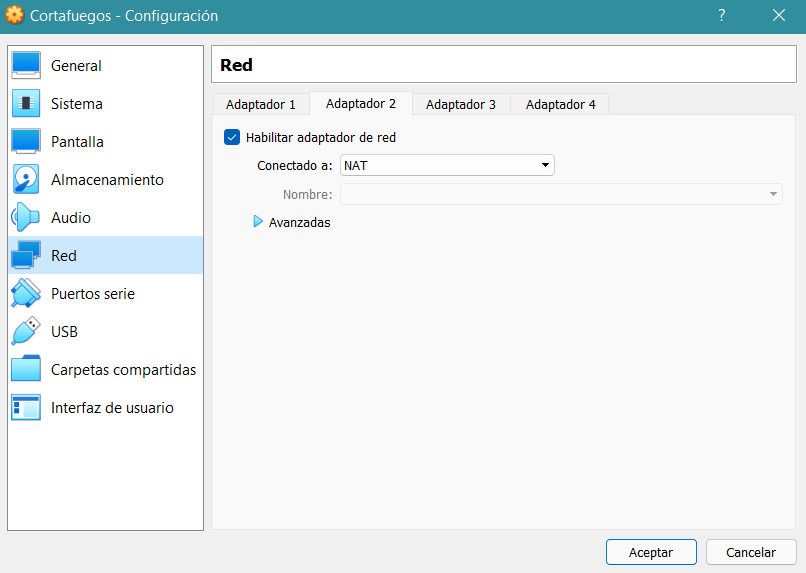 Cortafuegos - Configuración
?
General
Sistema
Pantalla
Almacenamiento
Audio
Red
Puertos serie
USB
Carpetas compartidas
Interfaz de usuario
Red
Adaptador 1 Adaptador 2 Adaptador 3 Adaptador 4
Habilitar adaptador de red
Conectado a: NAT
Nombre:
Avanzadas
Aceptar Cancelar